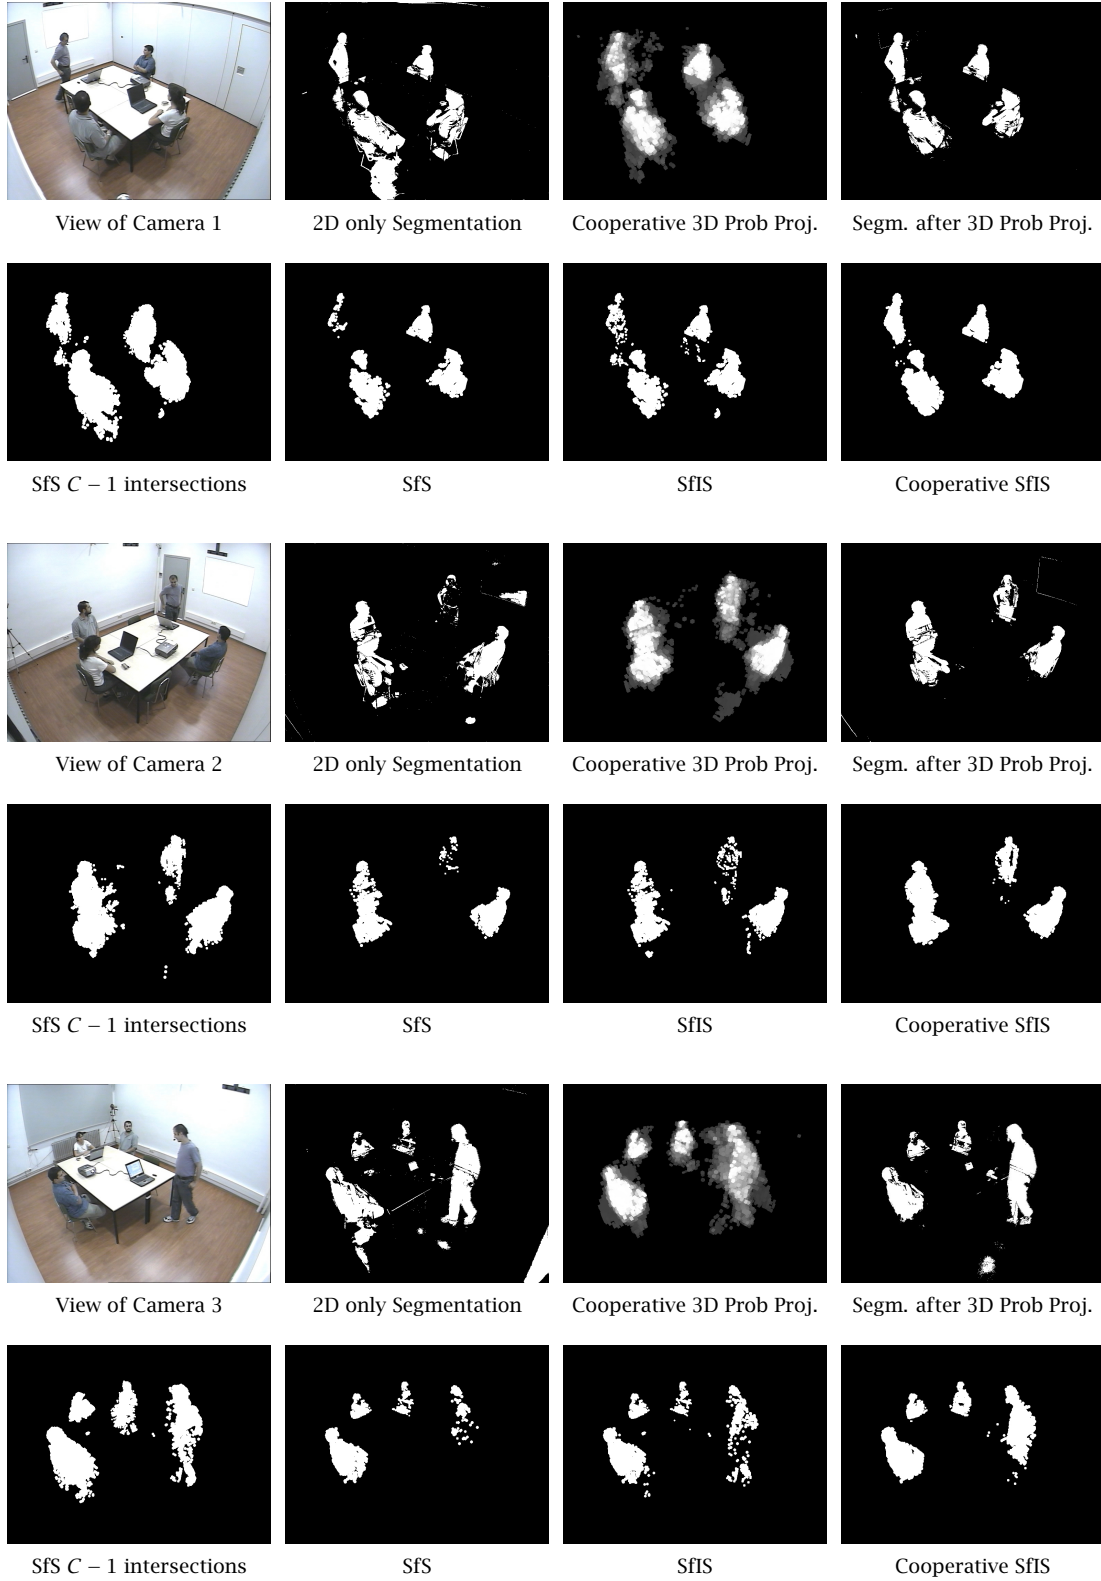 View of Camera 1
2D only Segmentation
Cooperative 3D Prob Proj.
Segm. after 3D Prob Proj.
SfS C – 1 intersections
SfS
SfIS
Cooperative SfIS
View of Camera 2
2D only Segmentation
Cooperative 3D Prob Proj.
Segm. after 3D Prob Proj.
SfS C – 1 intersections
SfS
SfIS
Cooperative SfIS
View of Camera 3
2D only Segmentation
Cooperative 3D Prob Proj.
Segm. after 3D Prob Proj.
SfS C – 1 intersections
SfS
SfIS
Cooperative SfIS